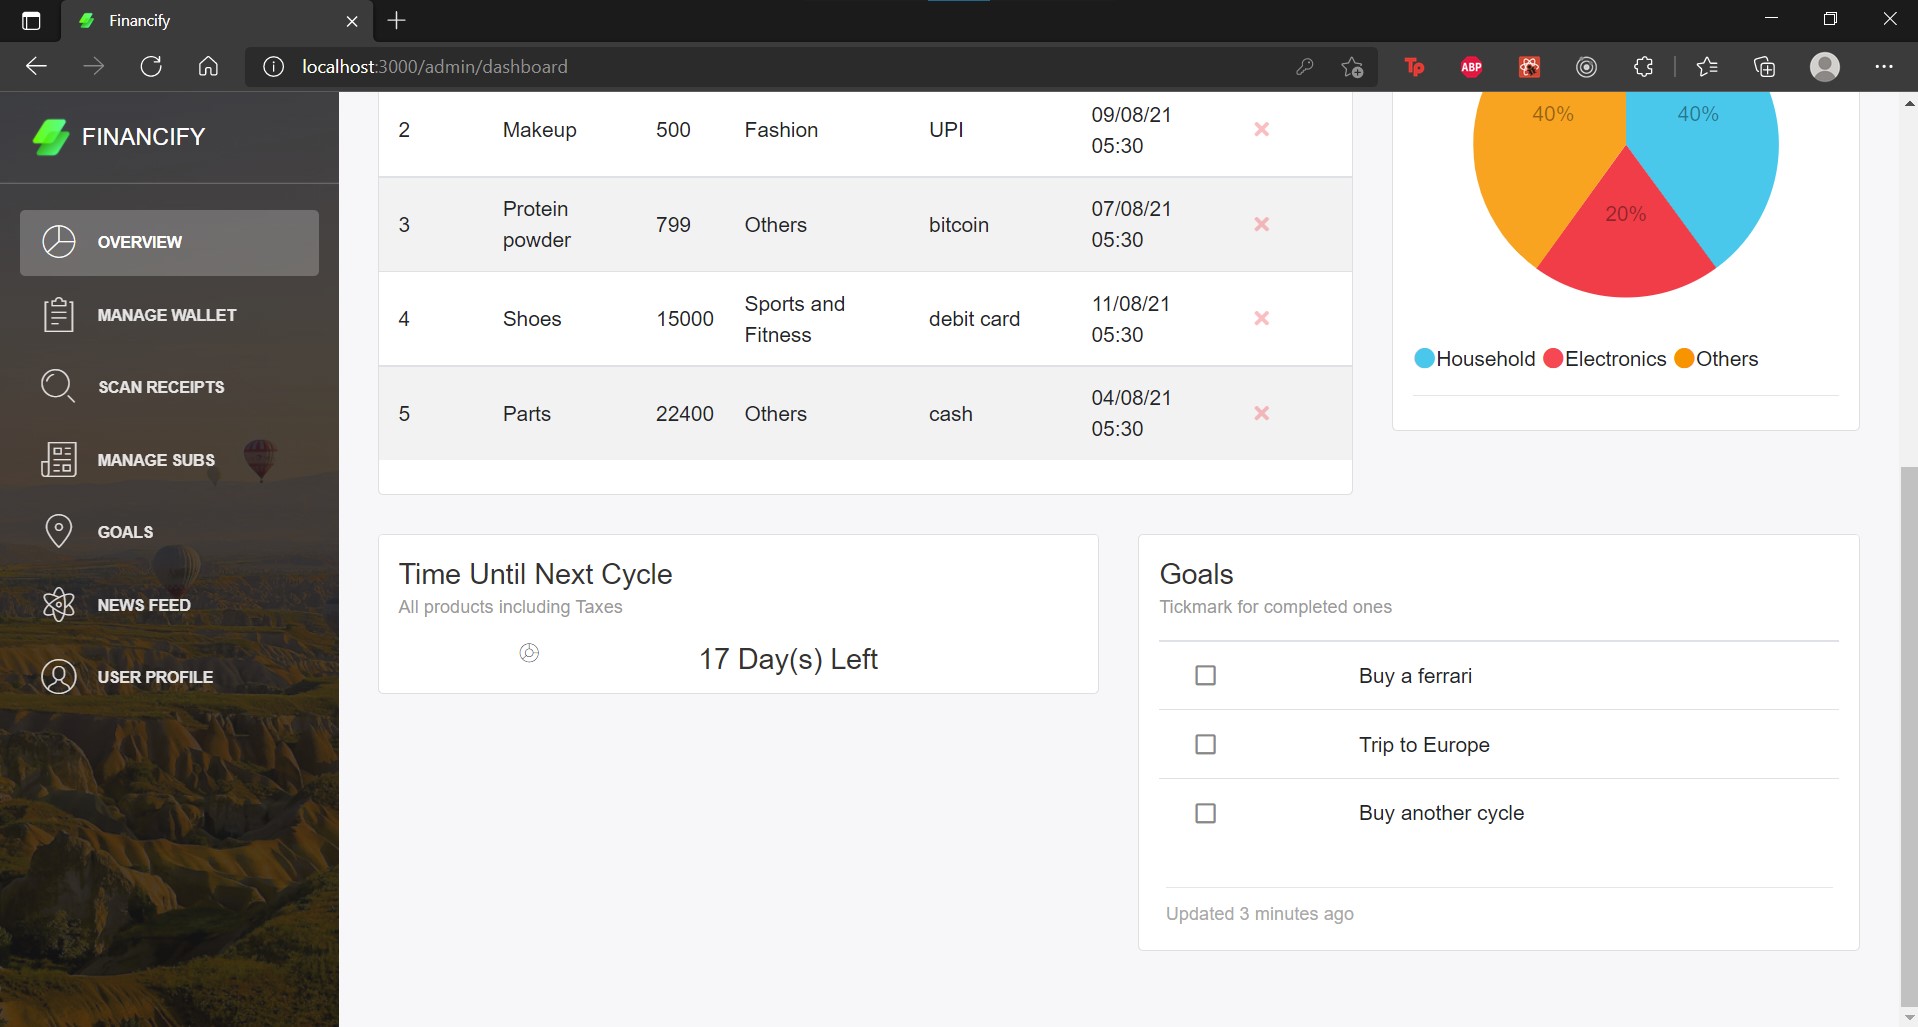 Financify
localhost:3000/admin/dashboard
Tp
ABP
FINANCIFY
OVERVIEW
MANAGE WALLET
SCAN RECEIPTS
MANAGE SUBS
GOALS
NEWS FEED
USER PROFILE
2 Makeup 500 Fashion UPI 09/08/21
05:30
3 Protein
powder 799 Others bitcoin 07/08/21
05:30
4 Shoes 15000 Sports and
Fitness debit card 11/08/21
05:30
5 Parts 22400 Others cash 04/08/21
05:30
40% 40%
20%
Household Electronics Others
Time Until Next Cycle
All products including Taxes
17 Day(s) Left
Goals
Tickmark for completed ones
Buy a ferrari
Trip to Europe
Buy another cycle
Updated 3 minutes ago